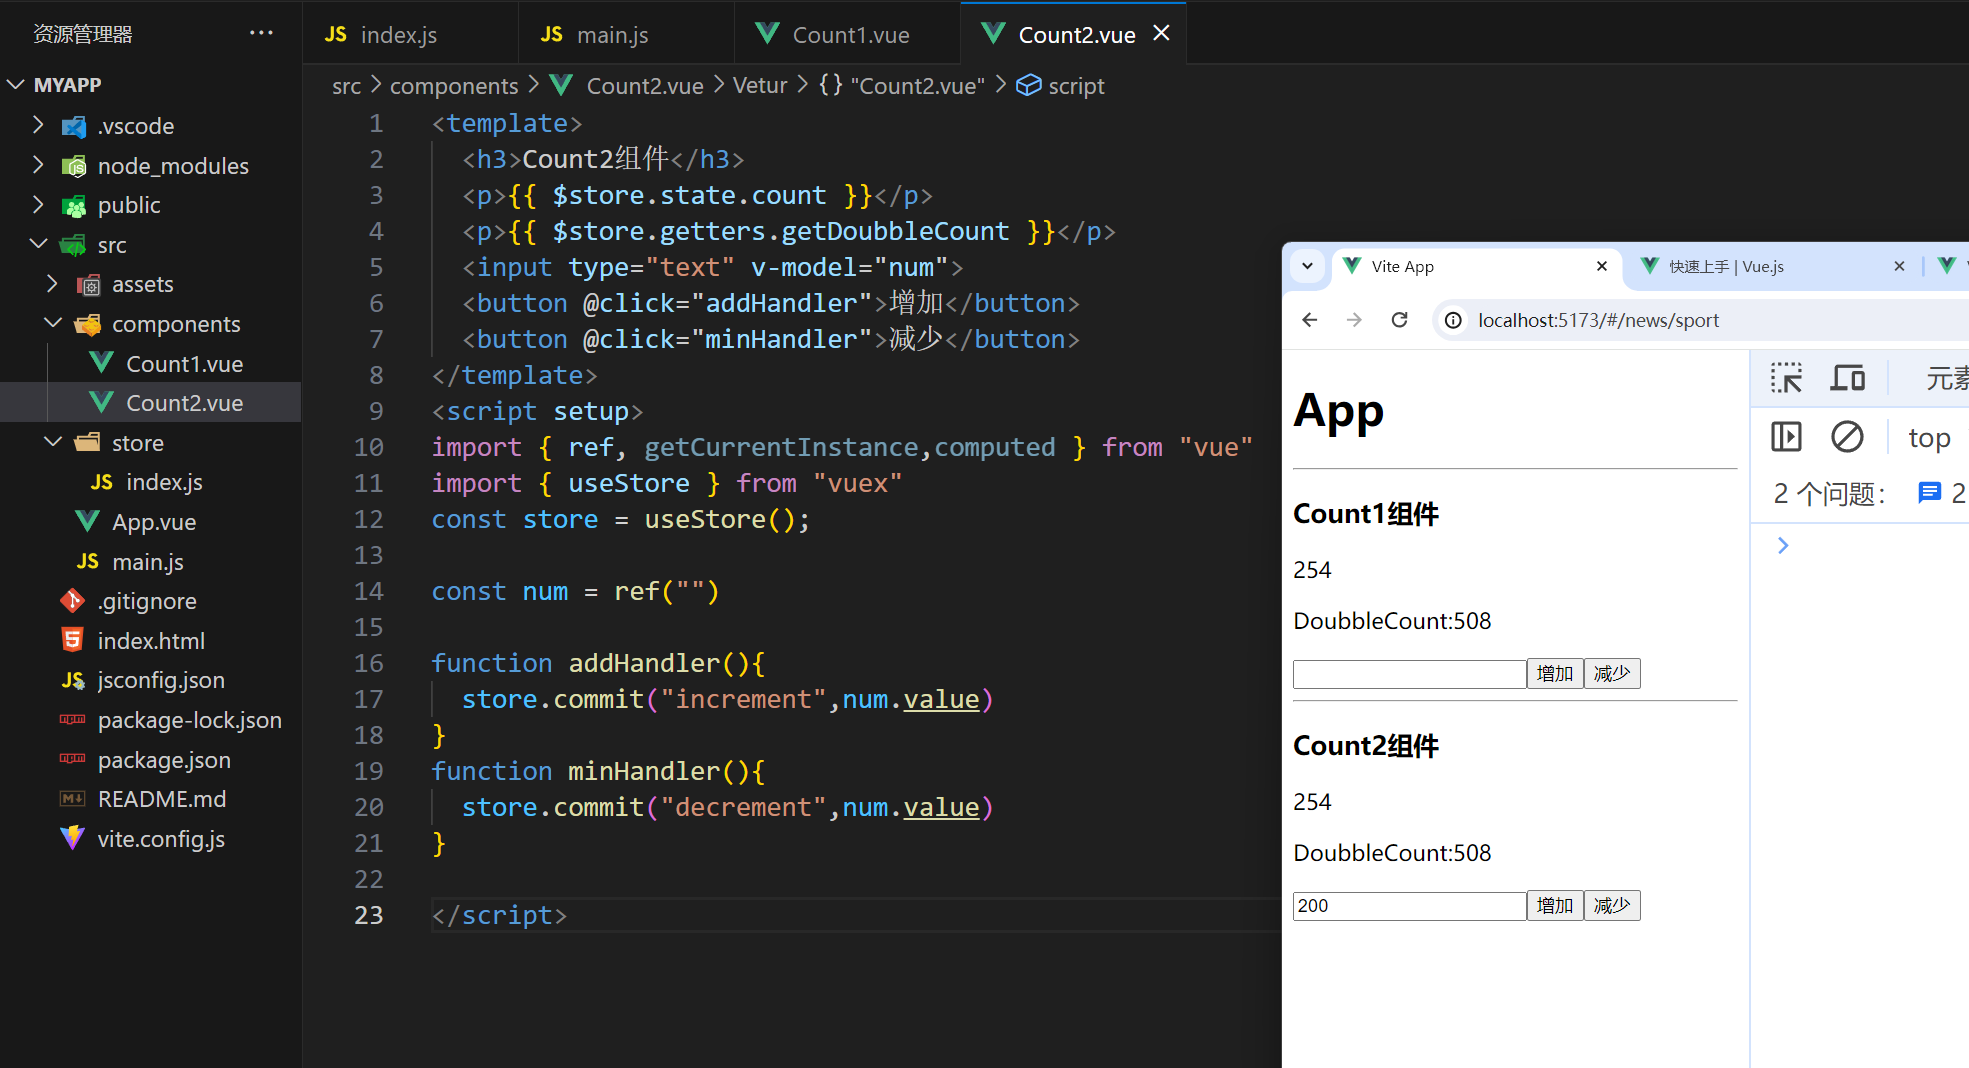 资源管理器
MYAPP
.vscode
node_modules
public
src
assets
components
Count1.vue
Count2.vue
store
index.js
App.vue
main.js
.gitignore
index.html
jsconfig.json
package-lock.json
package.json
README.md
vite.config.js
JS index.js
JS main.js
Count1.vue
Count2.vue
src > components > Count2.vue > Vetur > {} "Count2.vue" > script
1 <template>
2 <h3>Count2组件</h3>
3 <p>{{ $store.state.count }}</p>
4 <p>{{ $store.getters.getDoubbleCount }}</p>
5 <input type="text" v-model="num">
6 <button @click="addHandler">增加</button>
7 <button @click="minHandler">减少</button>
8 </template>
9 <script setup>
10 import { ref, getCurrentInstance,computed } from "vue"
11 import { useStore } from "vuex"
12 const store = useStore();
13
14 const num = ref("")
15
16 function addHandler(){
17 store.commit("increment",num.value)
18 }
19 function minHandler(){
20 store.commit("decrement",num.value)
21 }
22
23 </script>
Vite App
快速上手 | Vue.js
localhost:5173/#/news/sport
App
Count1组件
254
DoubbleCount:508
增加 减少
Count2组件
254
DoubbleCount:508
200 增加 减少
元素
top
2 个问题： 2